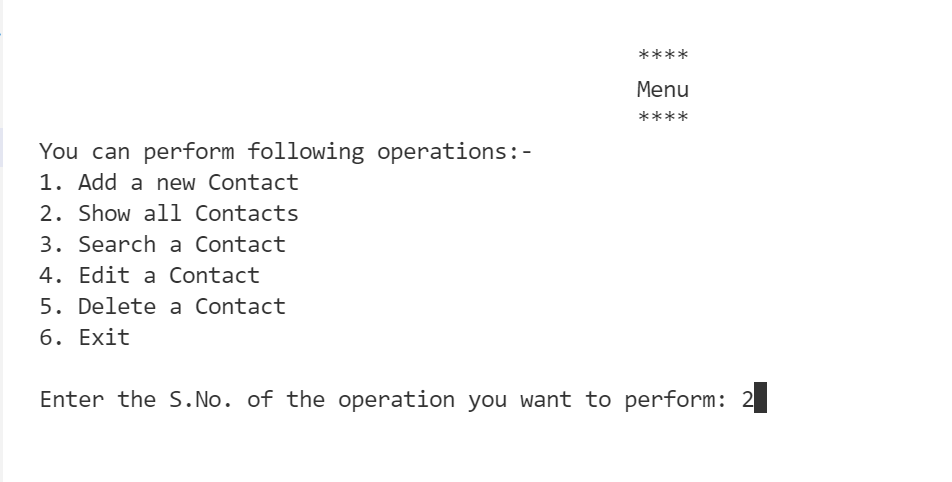 ****
Menu
****
You can perform following operations:-
1. Add a new Contact
2. Show all Contacts
3. Search a Contact
4. Edit a Contact
5. Delete a Contact
6. Exit
Enter the S.No. of the operation you want to perform: 2